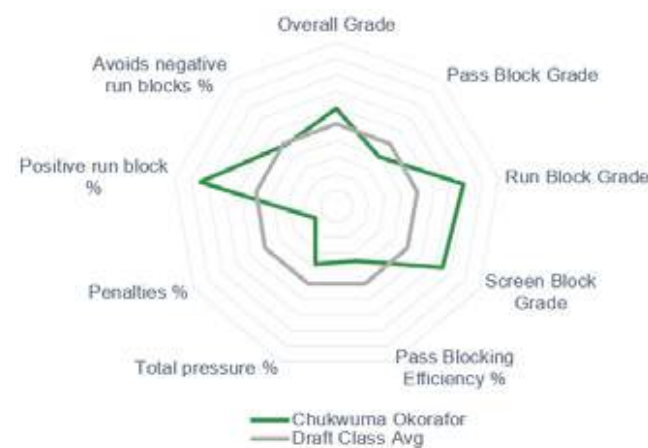 Overall Grade
Avoids negative
run blocks %
Pass Block Grade
Positive run block
%
Run Block Grade
Screen Block
Grade
Penalties %
Total pressure %
Pass Blocking
Efficiency %
Chukwuma Okorafor
Draft Class Avg